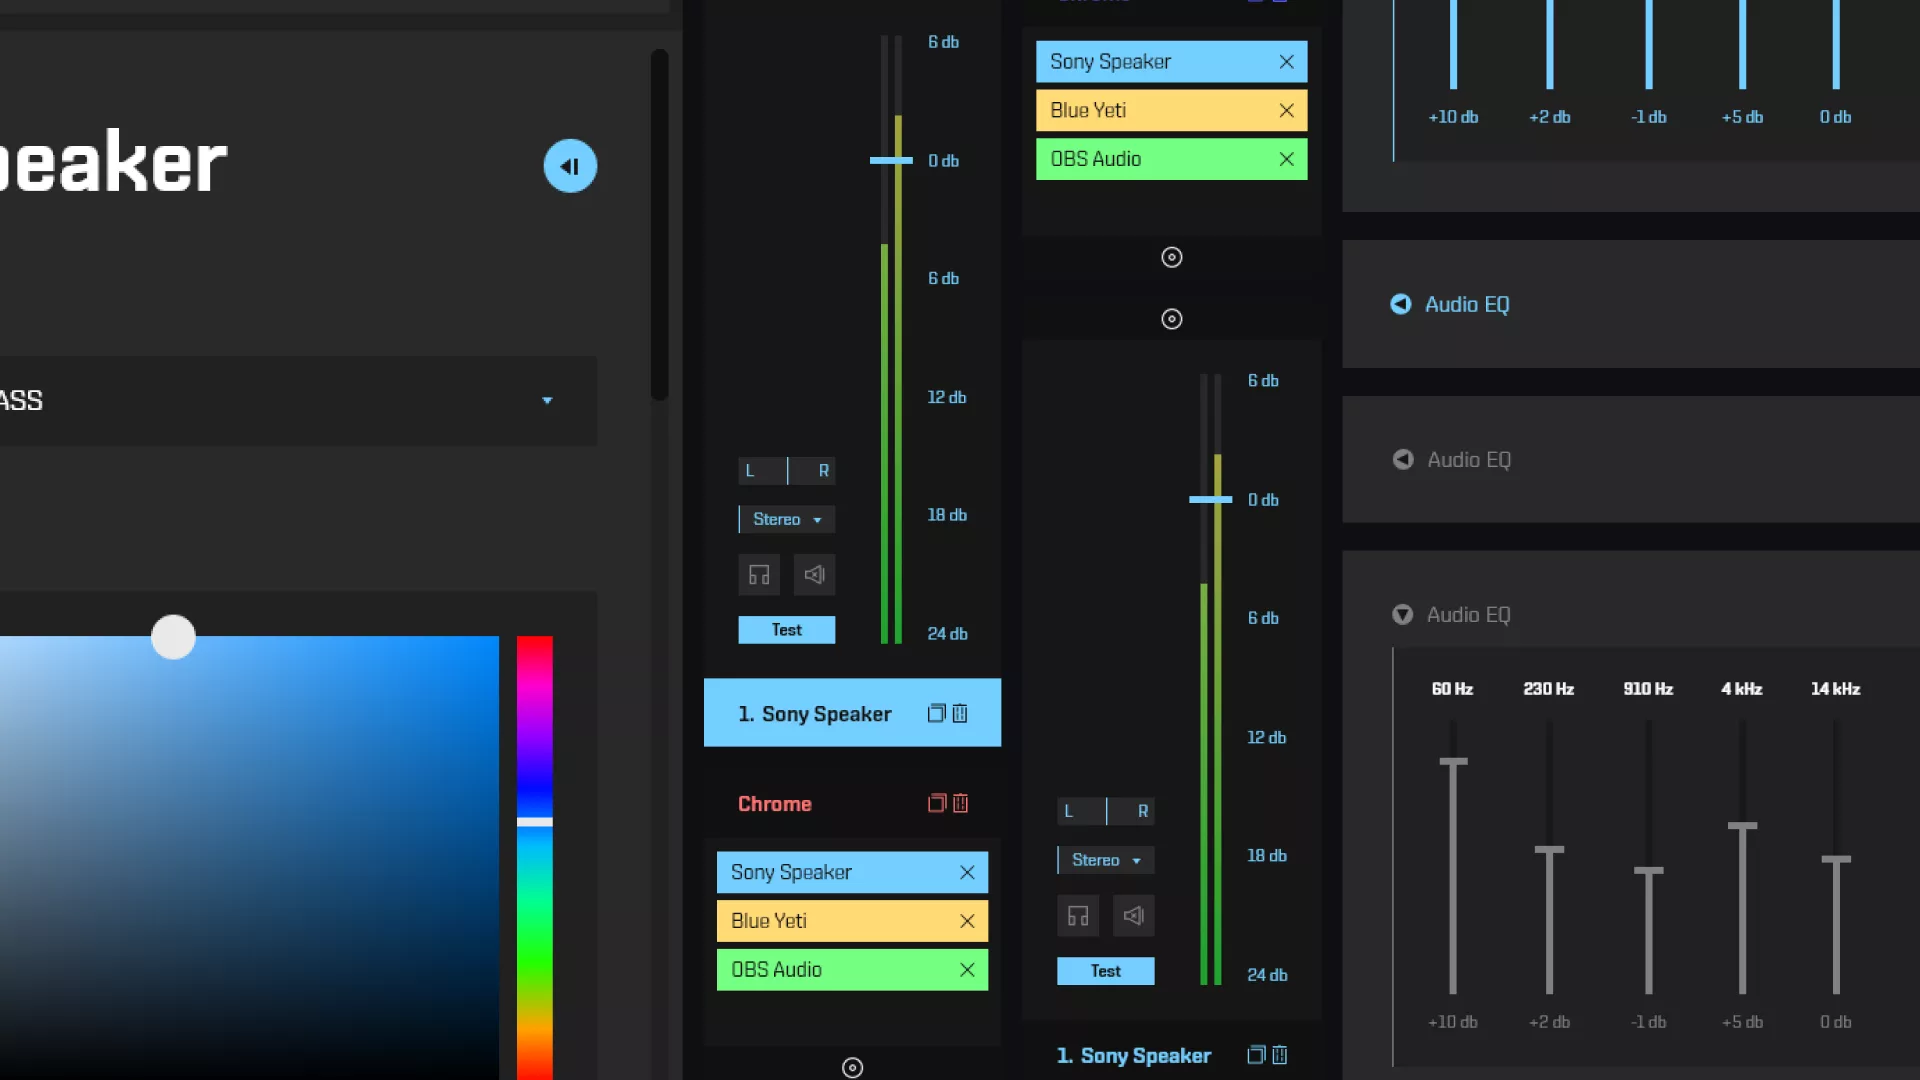 peaker
ASS
6 db
0 db
6 db
12 db
18 db
24 db
L R
Stereo
Test
1. Sony Speaker
Chrome
Sony Speaker
Blue Yeti
OBS Audio
Sony Speaker
Blue Yeti
OBS Audio
6 db
0 db
6 db
12 db
18 db
24 db
L R
Stereo
Test
1. Sony Speaker
+10 db +2 db -1 db +5 db 0 db
Audio EQ
Audio EQ
Audio EQ
60 Hz 230 Hz 910 Hz 4 kHz 14 kHz
+10 db +2 db -1 db +5 db 0 db